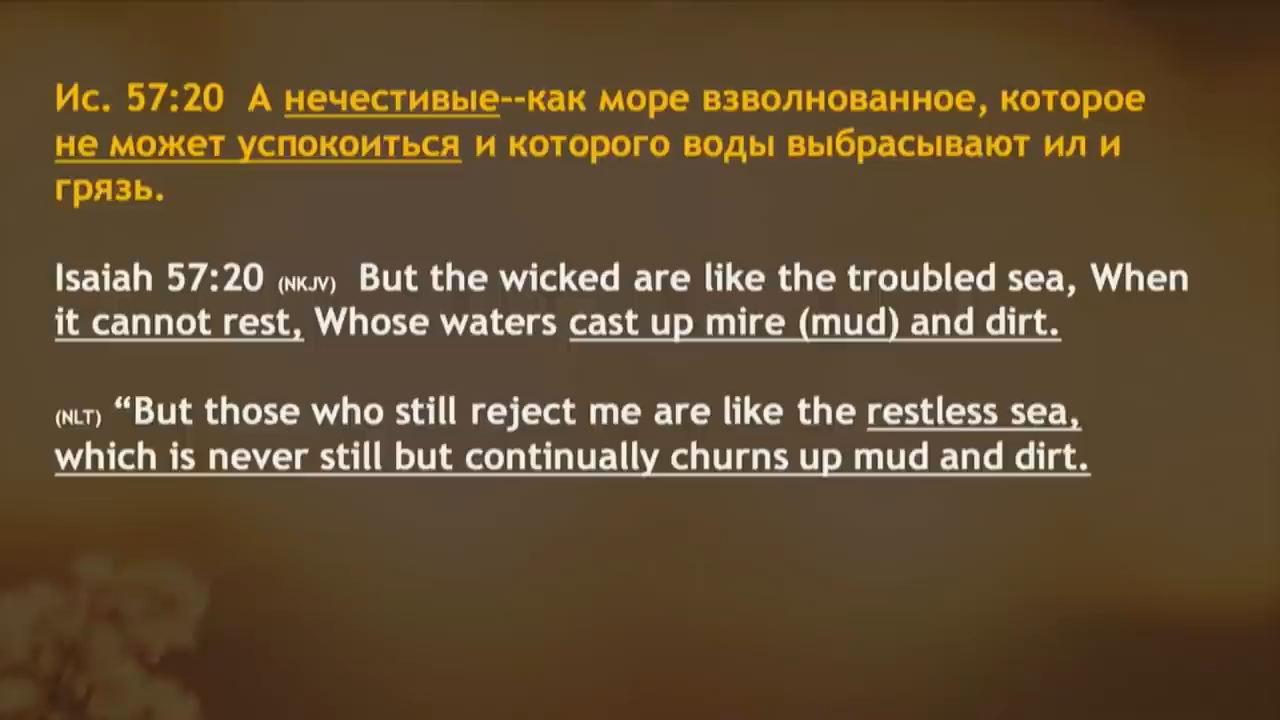 Ис. 57:20 А нечестивые--как море взволнованное, которое
не может успокоиться и которого воды выбрасывают ил и
грязь.
Isaiah 57:20 (NKJV) But the wicked are like the troubled sea, When
it cannot rest, Whose waters cast up mire (mud) and dirt.
(NLT) “But those who still reject me are like the restless sea,
which is never still but continually churns up mud and dirt.